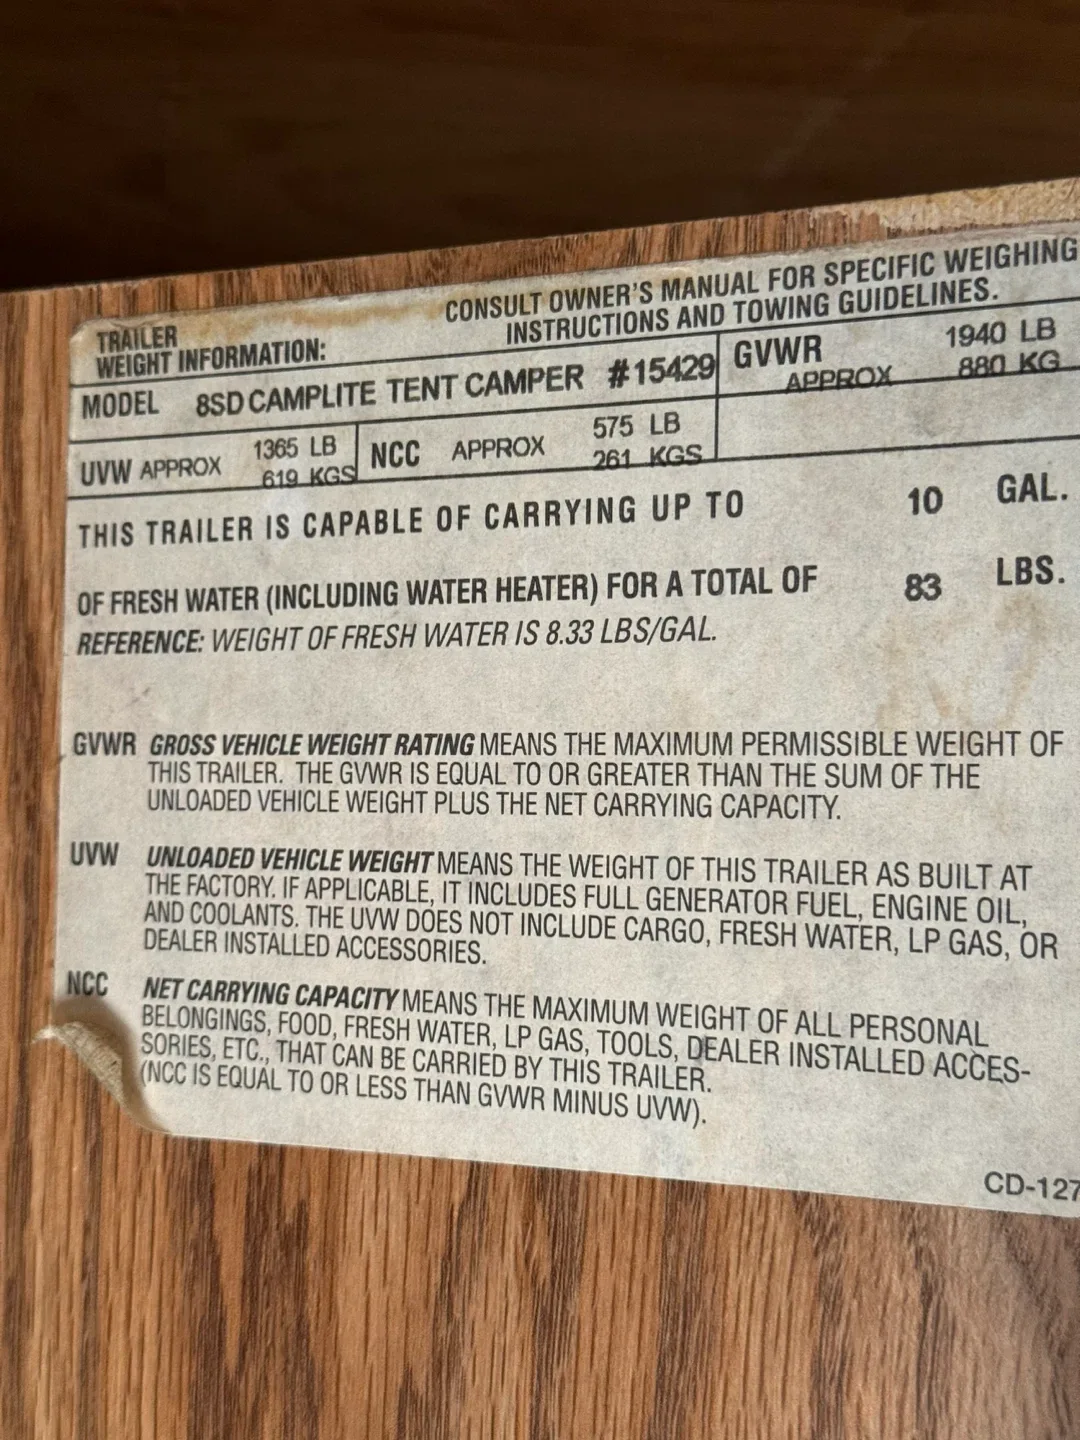 TRAILER
WEIGHT INFORMATION:
CONSULT OWNER'S MANUAL FOR SPECIFIC WEIGHING
INSTRUCTIONS AND TOWING GUIDELINES.
MODEL 8SD CAMPLITE TENT CAMPER #15429
GVWR APPROX 1940 LB
880 KG
UVW APPROX 1365 LB
619 KGS
NCC APPROX 575 LB
261 KGS
THIS TRAILER IS CAPABLE OF CARRYING UP TO 10 GAL.
OF FRESH WATER (INCLUDING WATER HEATER) FOR A TOTAL OF 83 LBS.
REFERENCE: WEIGHT OF FRESH WATER IS 8.33 LBS/GAL.
GVWR GROSS VEHICLE WEIGHT RATING MEANS THE MAXIMUM PERMISSIBLE WEIGHT OF
THIS TRAILER. THE GVWR IS EQUAL TO OR GREATER THAN THE SUM OF THE
UNLOADED VEHICLE WEIGHT PLUS THE NET CARRYING CAPACITY.
UVW UNLOADED VEHICLE WEIGHT MEANS THE WEIGHT OF THIS TRAILER AS BUILT AT
THE FACTORY. IF APPLICABLE, IT INCLUDES FULL GENERATOR FUEL, ENGINE OIL,
AND COOLANTS. THE UVW DOES NOT INCLUDE CARGO, FRESH WATER, LP GAS, OR
DEALER INSTALLED ACCESSORIES.
NCC NET CARRYING CAPACITY MEANS THE MAXIMUM WEIGHT OF ALL PERSONAL
BELONGINGS, FOOD, FRESH WATER, LP GAS, TOOLS, DEALER INSTALLED ACCES-
SORIES, ETC., THAT CAN BE CARRIED BY THIS TRAILER.
(NCC IS EQUAL TO OR LESS THAN GVWR MINUS UVW).
CD-127